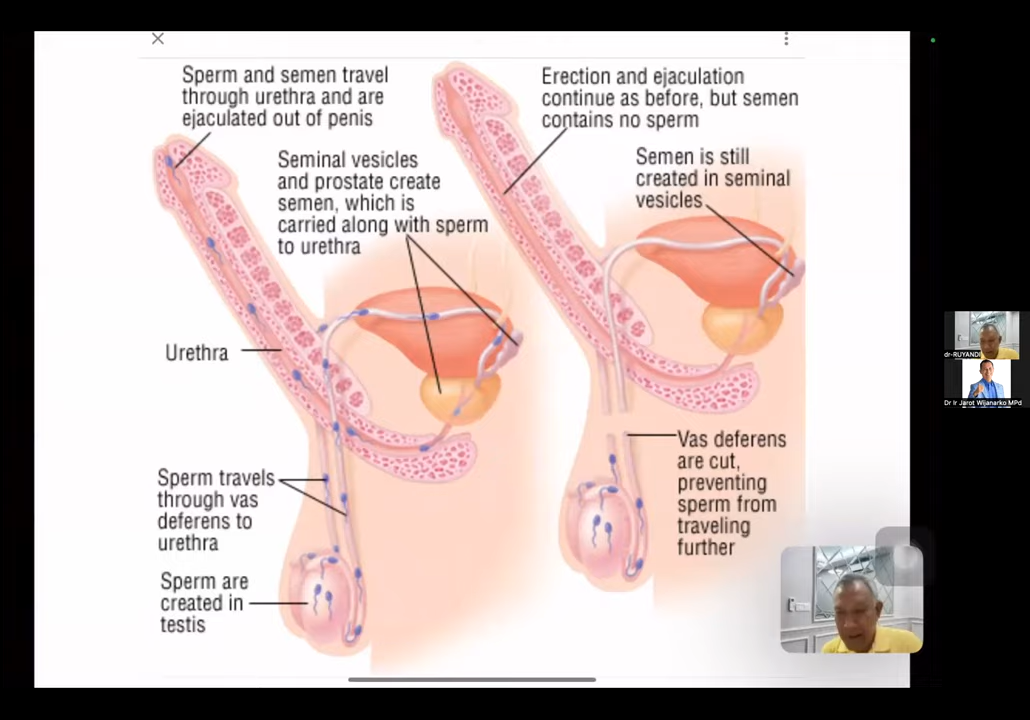 Sperm and semen travel
through urethra and are
ejaculated out of penis
Seminal vesicles
and prostate create
semen, which is
carried along with sperm
to urethra
Urethra
Sperm travels
through vas
deferens to
urethra
Sperm are
created in
testis
Erection and ejaculation
continue as before, but semen
contains no sperm
Semen is still
created in seminal
vesicles
Vas deferens
are cut,
preventing
sperm from
traveling
further
dr-RUYANDI
Dr Ir Jarot Wijanarko MPd